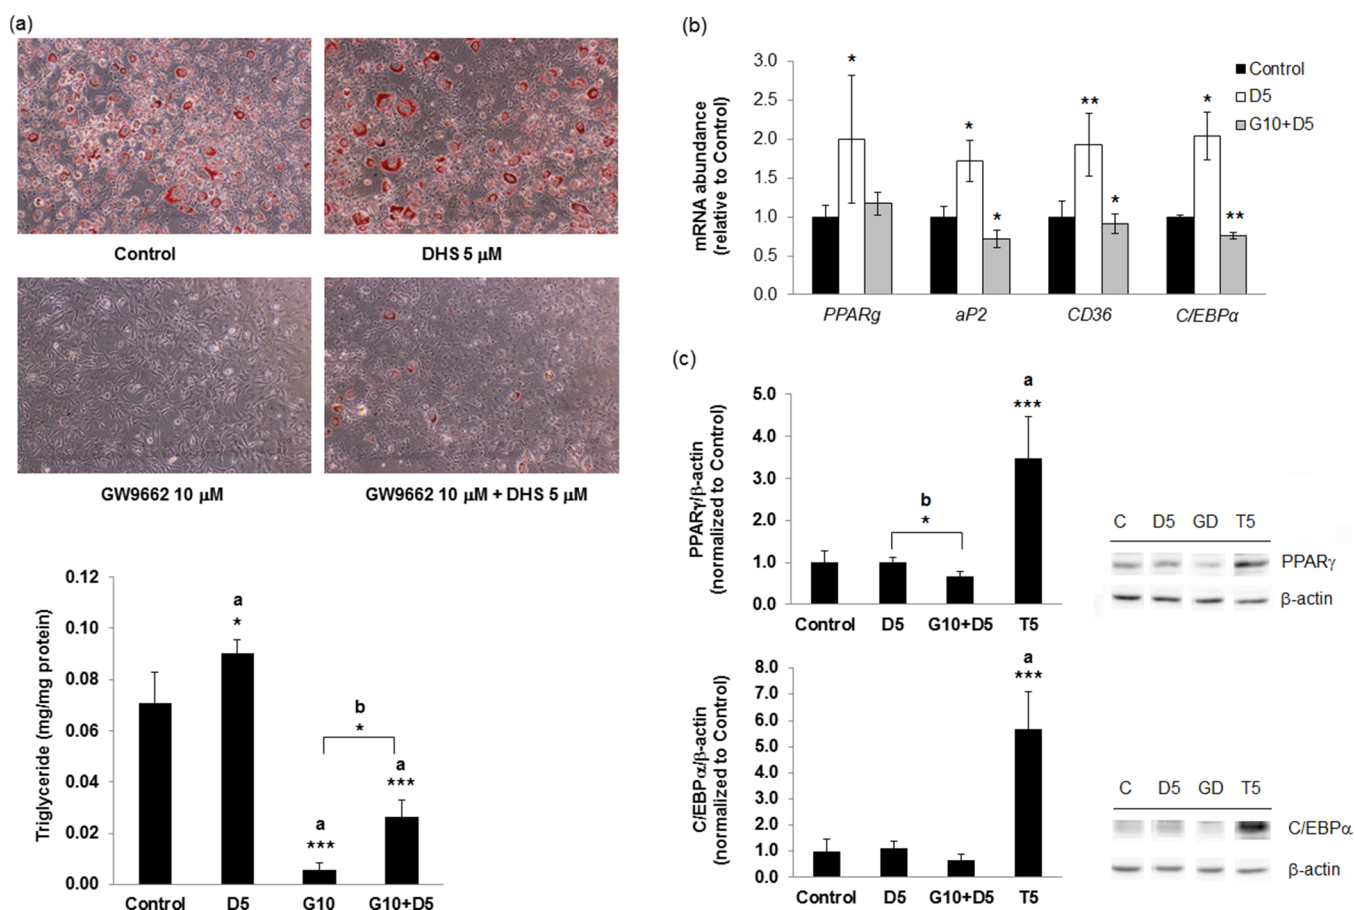 (a)
Control
DHS 5 μM
GW9662 10 μM
GW9662 10 μM + DHS 5 μM
Triglyceride (mg/mg protein)
0.12
0.10
0.08
0.06
0.04
0.02
0.00
a
*
b
*
a
***
a
***
Control D5 G10 G10+D5
(b)
mRNA abundance
(relative to Control)
3.0
2.5
2.0
1.5
1.0
0.5
0.0
*
*
*
**
*
*
**
Control
D5
G10+D5
PPARg aP2 CD36 C/EBPα
(c)
PPARγ/β-actin
(normalized to Control)
5.0
4.0
3.0
2.0
1.0
0.0
b
*
a
***
Control D5 G10+D5 T5
C D5 GD T5
PPARγ
β-actin
C/EBPα/β-actin
(normalized to Control)
8.0
7.0
6.0
5.0
4.0
3.0
2.0
1.0
0.0
a
***
Control D5 G10+D5 T5
C D5 GD T5
C/EBPα
β-actin